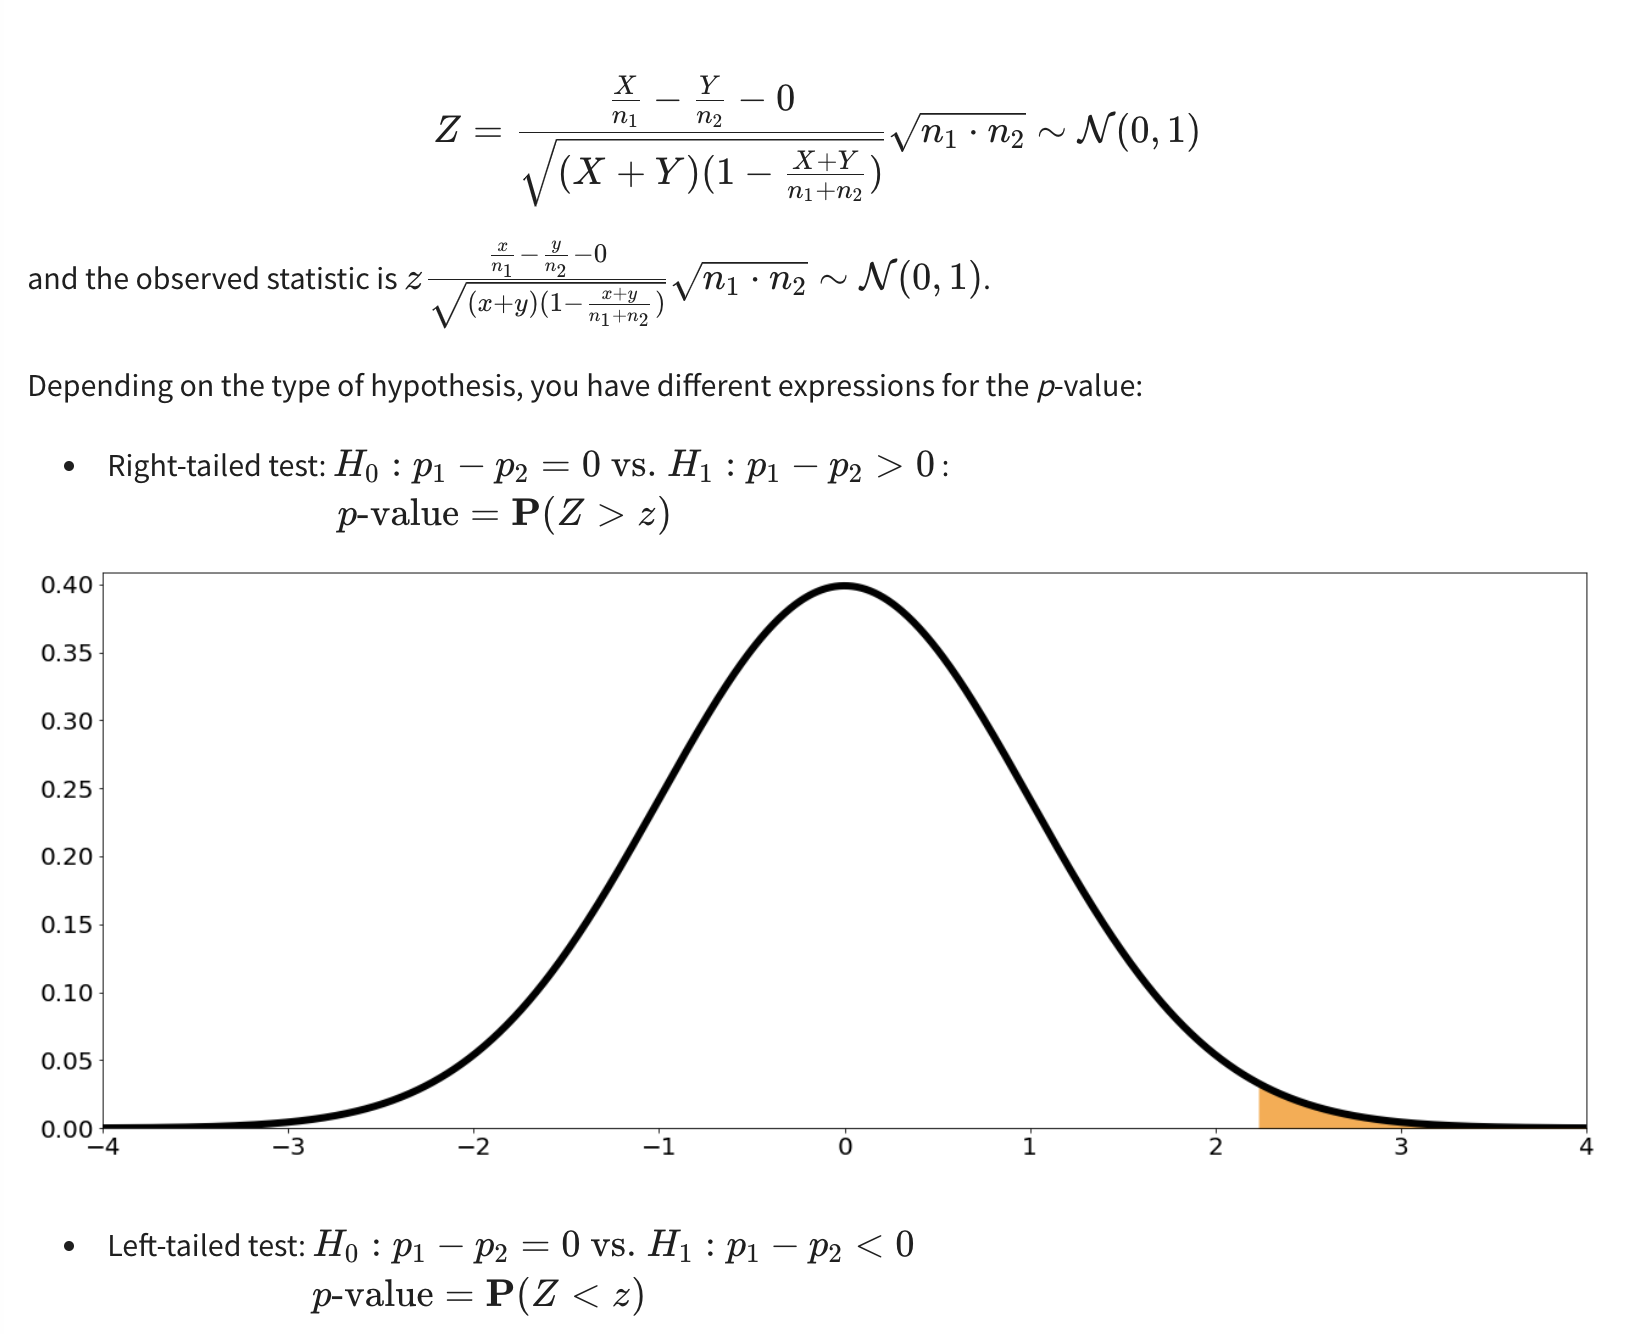 Z = \frac{\frac{X}{n_1} - \frac{Y}{n_2} - 0}{\sqrt{(X + Y)(1 - \frac{X+Y}{n_1+n_2})}} \sqrt{n_1 \cdot n_2} \sim \mathcal{N}(0, 1)
and the observed statistic is z \frac{\frac{x}{n_1} - \frac{y}{n_2} - 0}{\sqrt{(x+y)(1 - \frac{x+y}{n_1+n_2})}} \sqrt{n_1 \cdot n_2} \sim \mathcal{N}(0, 1).
Depending on the type of hypothesis, you have different expressions for the p-value:
• Right-tailed test: H_0 : p_1 − p_2 = 0 vs. H_1 : p_1 − p_2 > 0:
p-value = P(Z > z)
0.40
0.35
0.30
0.25
0.20
0.15
0.10
0.05
0.00
−4 −3 −2 −1 0 1 2 3 4
• Left-tailed test: H_0 : p_1 − p_2 = 0 vs. H_1 : p_1 − p_2 < 0
p-value = P(Z < z)